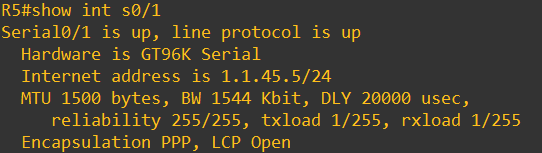 R5#show int s0/1
Serial0/1 is up, line protocol is up
Hardware is GT96K Serial
Internet address is 1.1.45.5/24
MTU 1500 bytes, BW 1544 Kbit, DLY 20000 usec,
reliability 255/255, txload 1/255, rxload 1/255
Encapsulation PPP, LCP Open